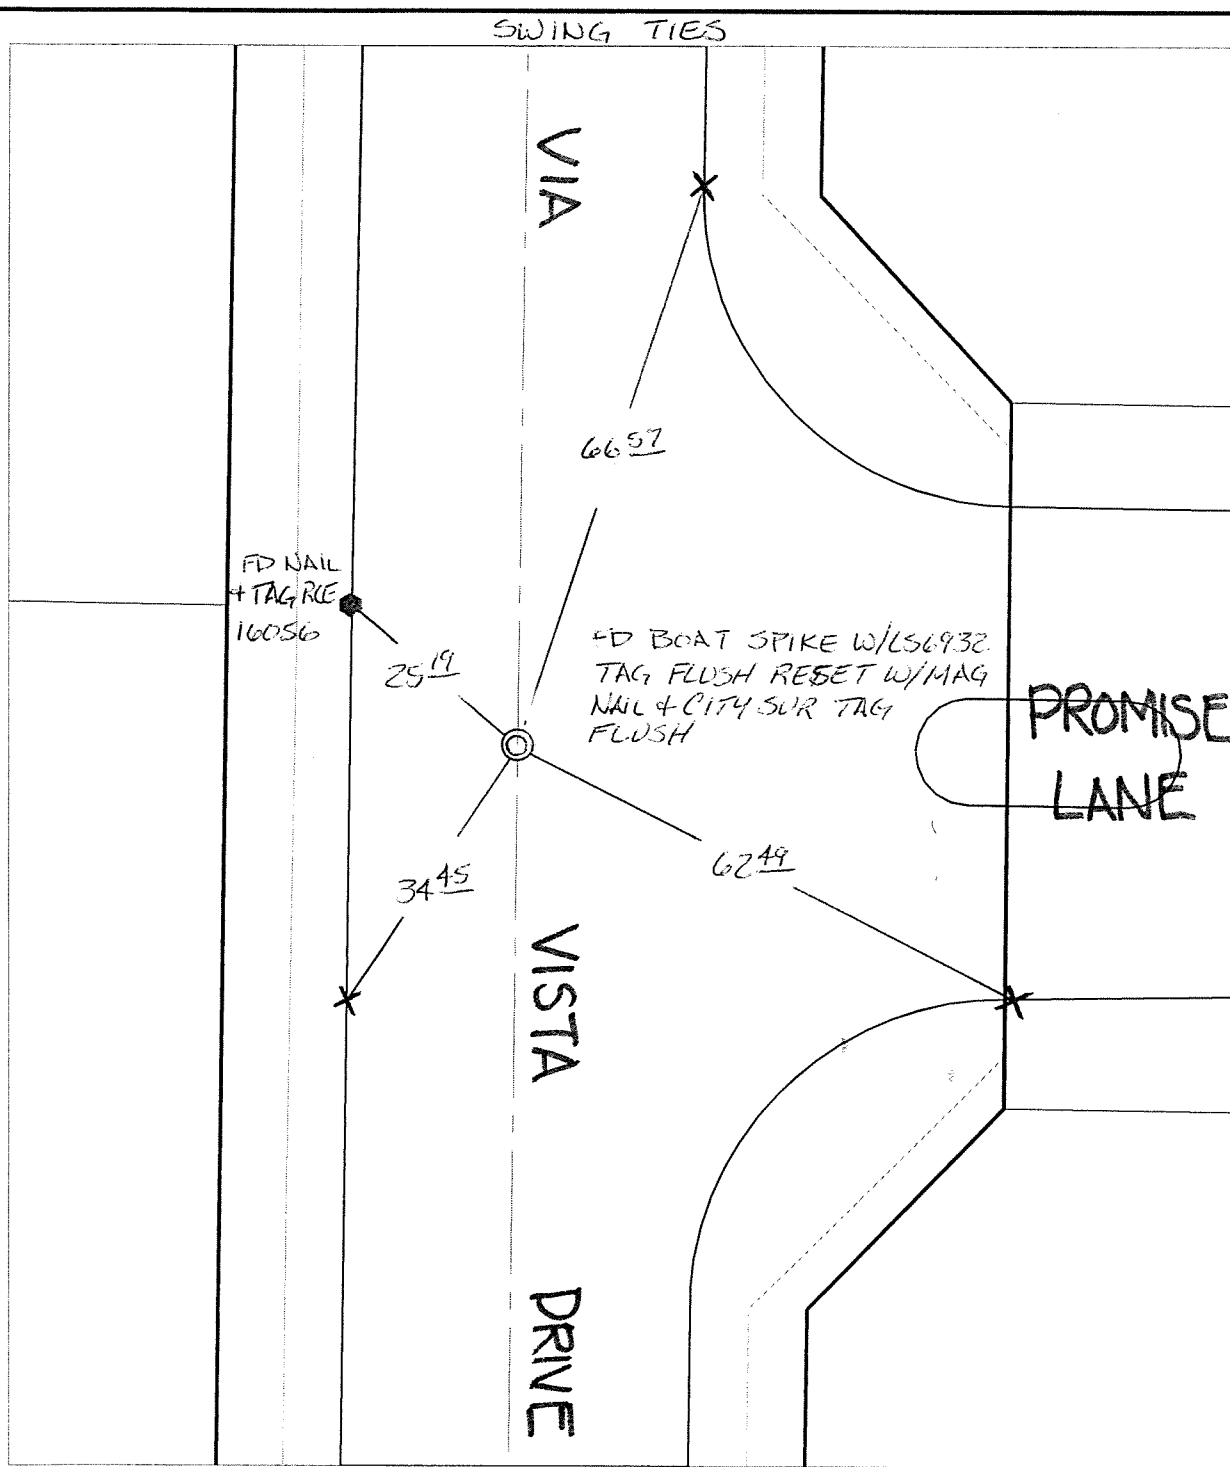 SWING TIES
VIA
66 57
FD NAIL
+ TAG RCE
16056
25 19
FD BOAT SPIKE W/LS6932
TAG FLUSH RESET W/MAG
NAIL & CITY SUR TAG
FLUSH
PROMISE
LANE
62 49
34 45
VISTA
DRIVE